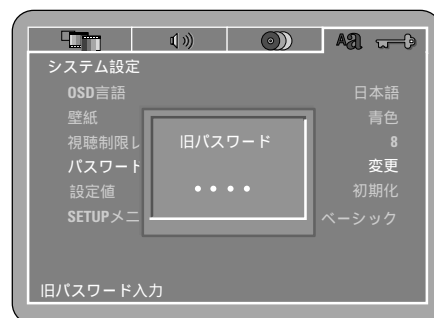 Aa
システム設定
OSD言語 日本語
壁紙 青色
視聴制限レ 8
パスワード 変更
設定値 初期化
SETUPメニ ベーシック
旧パスワード
• • • •
旧パスワード入力